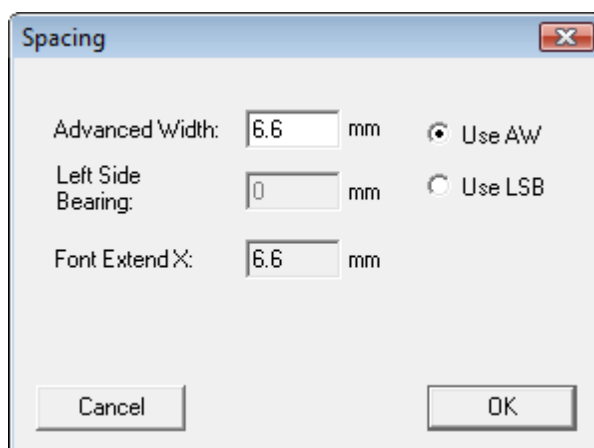 Spacing
Advanced Width: 6.6 mm Use AW
Left Side
Bearing: 0 mm Use LSB
Font Extend X: 6.6 mm
Cancel OK